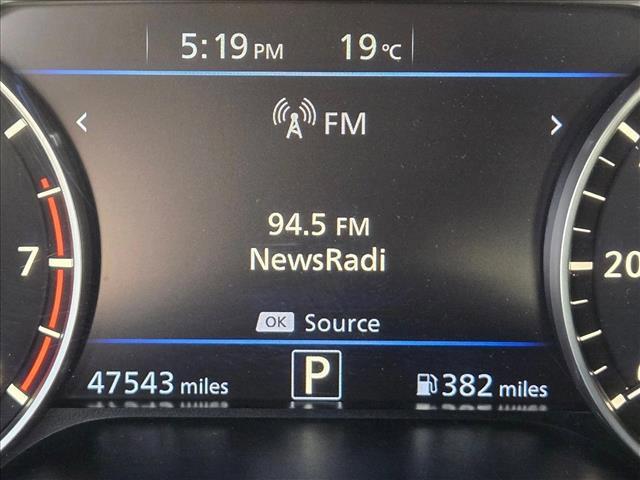 5:19 PM 19 °C
FM
94.5 FM
7 NewsRadi 20
OK Source
47543 miles P 382 miles